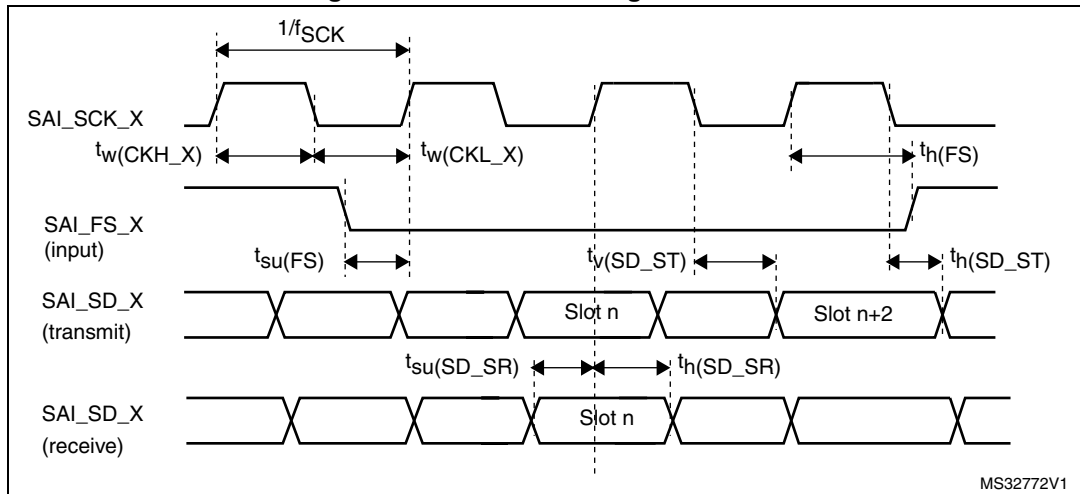 1/fSCK
SAI_SCK_X
tw(CKH_X) tw(CKL_X) th(FS)
SAI_FS_X
(input)
tsu(FS) tv(SD_ST) th(SD_ST)
SAI_SD_X
(transmit)
Slot n Slot n+2
tsu(SD_SR) th(SD_SR)
SAI_SD_X
(receive)
Slot n
MS32772V1